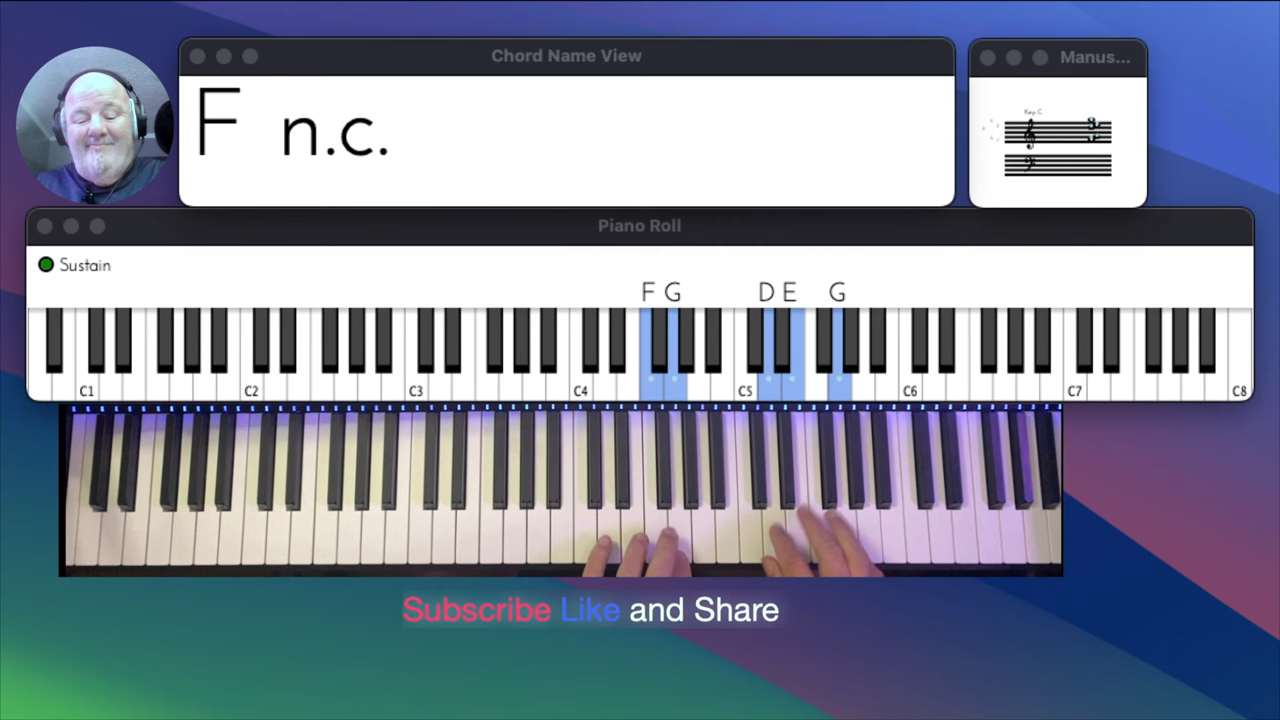 Chord Name View
Manus...
F n.c.
Key: C
Piano Roll
Sustain
F G D E G
C1 C2 C3 C4 C5 C6 C7 C8
Subscribe Like and Share